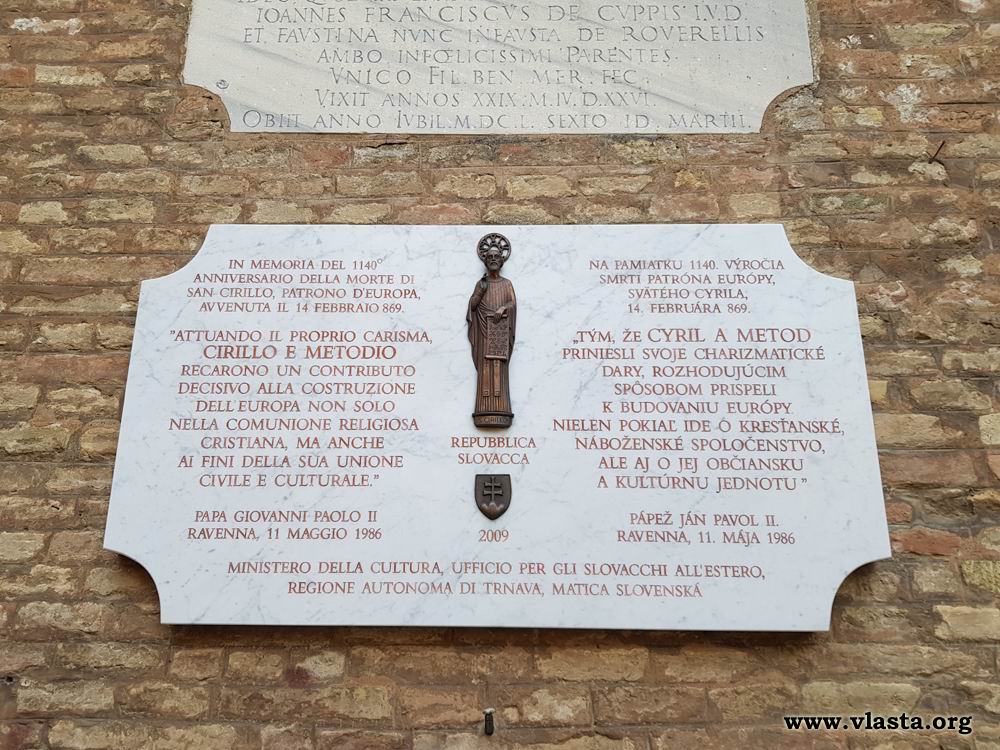 IOANNES FRANCISCVS DE CVPPIS I.V.D.
ET FAVSTINA NVNC INFAVSTA DE ROVERELLIS
AMBO INFŒLICISSIMI PARENTES
VNICO FIL. BEN. MER. FEC.
VIXIT ANNOS XXIX.M.IV.D.XXVI.
OBIIT ANNO IVBIL.M.DC.L. SEXTO ID. MARTII.
IN MEMORIA DEL 1140°
ANNIVERSARIO DELLA MORTE DI
SAN CIRILLO, PATRONO D'EUROPA,
AVVENUTA IL 14 FEBBRAIO 869.
"ATTUANDO IL PROPRIO CARISMA,
CIRILLO E METODIO
RECARONO UN CONTRIBUTO
DECISIVO ALLA COSTRUZIONE
DELL'EUROPA NON SOLO
NELLA COMUNIONE RELIGIOSA
CRISTIANA, MA ANCHE
AI FINI DELLA SUA UNIONE
CIVILE E CULTURALE."
PAPA GIOVANNI PAOLO II
RAVENNA, 11 MAGGIO 1986
REPUBBLICA
SLOVACCA
2009
NA PAMIATKU 1140. VÝROČIA
SMRTI PATRÓNA EURÓPY,
SVÄTÉHO CYRILA,
14. FEBRUÁRA 869.
„TÝM, ŽE CYRIL A METOD
PRINIESLI SVOJE CHARIZMATICKÉ
DARY, ROZHODUJÚCIM
SPÔSOBOM PRISPELI
K BUDOVANIU EURÓPY.
NIELEN POKIAĽ IDE O KRESŤANSKÉ,
NÁBOŽENSKÉ SPOLOČENSTVO,
ALE AJ O JEJ OBČIANSKU
A KULTÚRNU JEDNOTU"
PÁPEŽ JÁN PAVOL II.
RAVENNA, 11. MÁJA 1986
MINISTERO DELLA CULTURA, UFFICIO PER GLI SLOVACCHI ALL'ESTERO,
REGIONE AUTONOMA DI TRNAVA, MATICA SLOVENSKÁ
www.vlasta.org